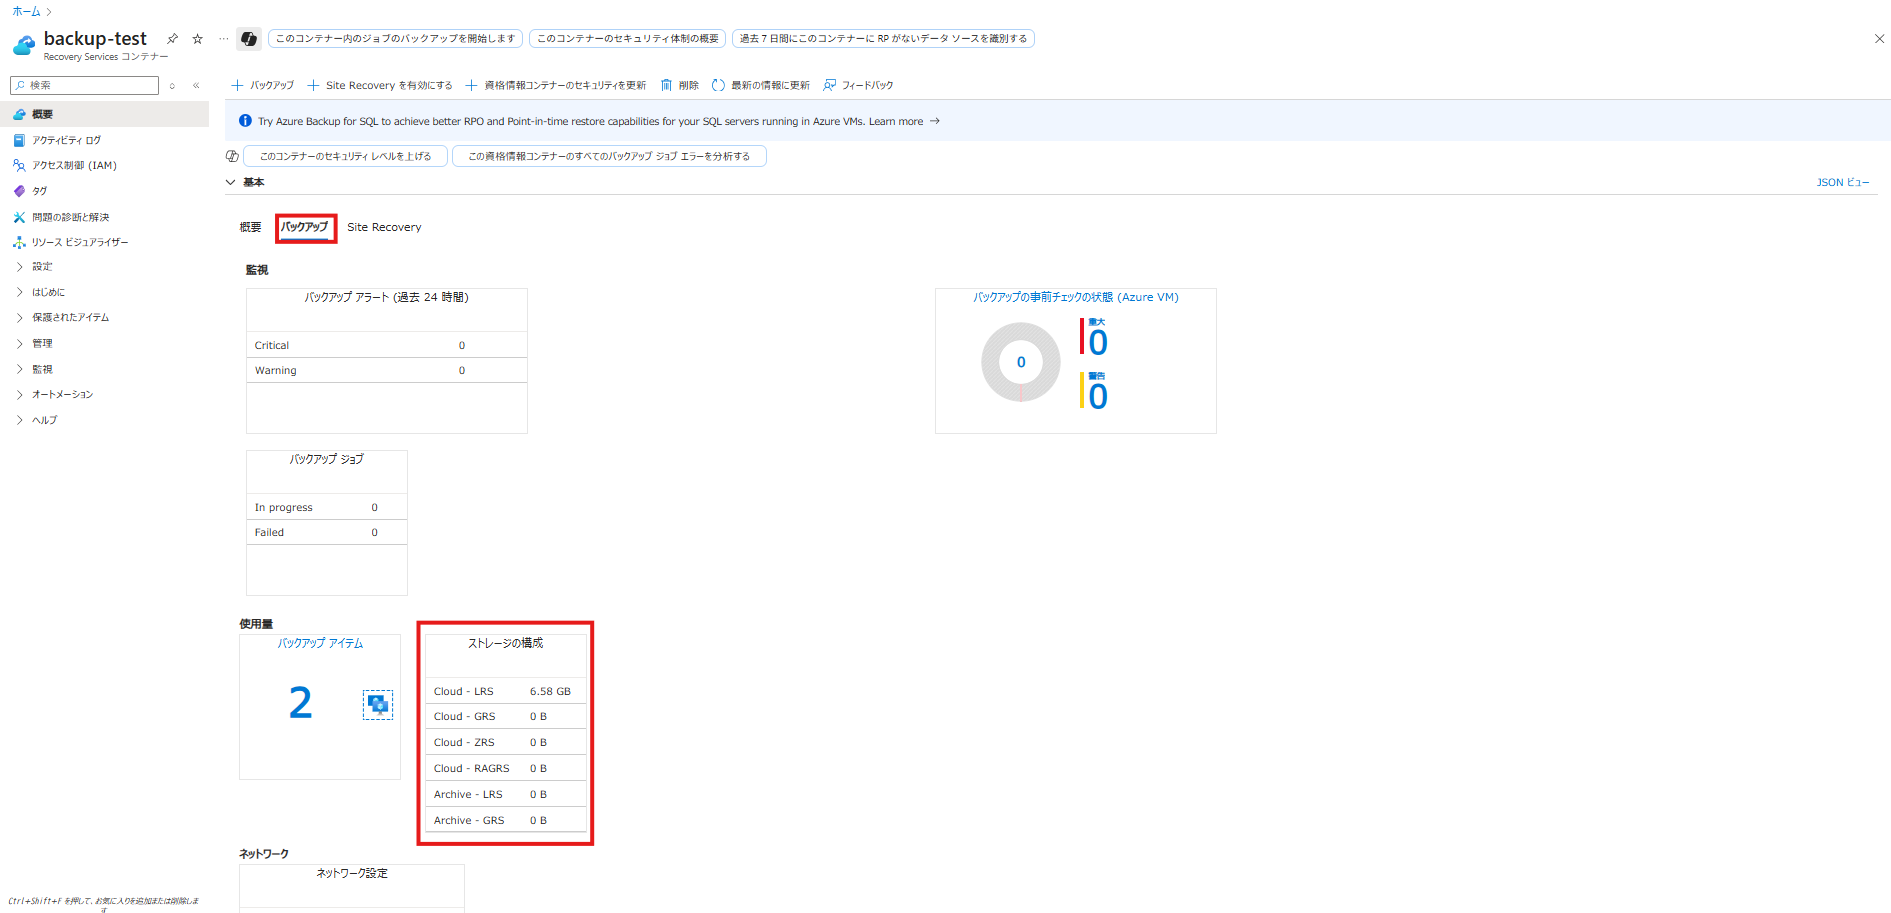 ホーム
backup-test
Recovery Services コンテナー
このコンテナー内のジョブのバックアップを開始します
このコンテナーのセキュリティ体制の概要
過去 7 日間にこのコンテナーに RP がないデータ ソースを識別する
検索
バックアップ
Site Recovery を有効にする
資格情報コンテナーのセキュリティを更新
削除
最新の情報に更新
フィードバック
概要
アクティビティ ログ
アクセス制御 (IAM)
タグ
問題の診断と解決
リソース ビジュアライザー
設定
はじめに
保護されたアイテム
管理
監視
オートメーション
ヘルプ
Ctrl+Shift+F を押して、お気に入りを追加または削除しま
す
Try Azure Backup for SQL to achieve better RPO and Point-in-time restore capabilities for your SQL servers running in Azure VMs. Learn more →
このコンテナーのセキュリティ レベルを上げる
この資格情報コンテナーのすべてのバックアップ ジョブ エラーを分析する
基本
JSON ビュー
概要
バックアップ
Site Recovery
監視
バックアップ アラート (過去 24 時間)
Critical 0
Warning 0
バックアップの事前チェックの状態 (Azure VM)
0
重大
0
警告
0
バックアップ ジョブ
In progress 0
Failed 0
使用量
バックアップ アイテム
2
ストレージの構成
Cloud - LRS 6.58 GB
Cloud - GRS 0 B
Cloud - ZRS 0 B
Cloud - RAGRS 0 B
Archive - LRS 0 B
Archive - GRS 0 B
ネットワーク
ネットワーク設定